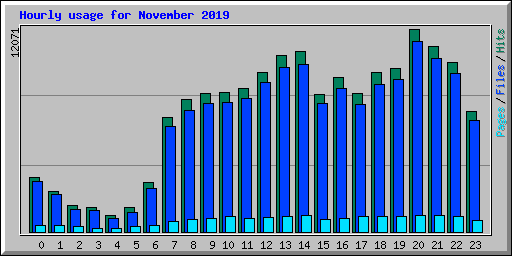 Hourly usage for November 2019
12071
Pages / Files / Hits
0 1 2 3 4 5 6 7 8 9 10 11 12 13 14 15 16 17 18 19 20 21 22 23